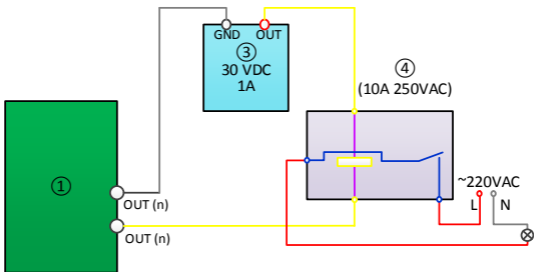 GND OUT
③
30 VDC
1A
④
(10A 250VAC)
①
OUT (n)
OUT (n)
~220VAC
L N